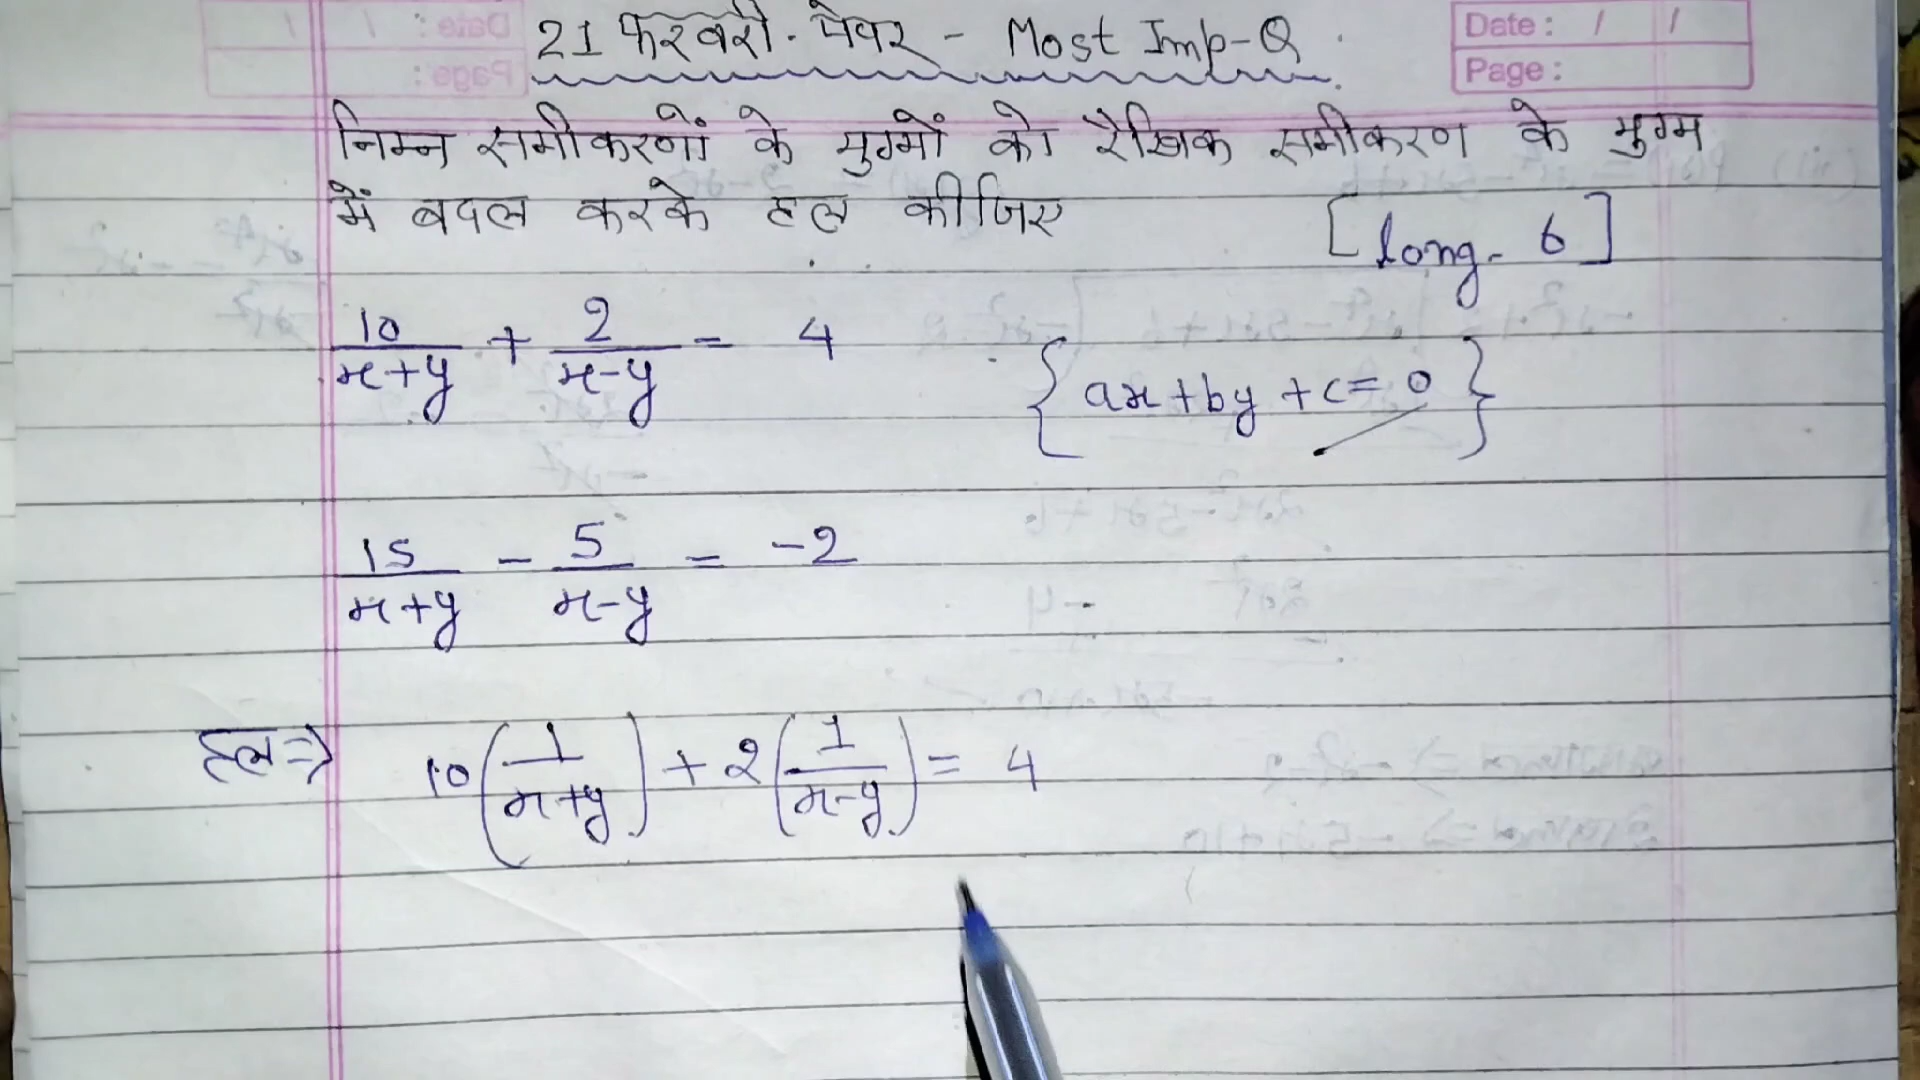 21 फरवरी. पेपर - Most Imp-Q.
Date : / /
Page :
निम्न समीकरणों के युग्मों को रैखिक समीकरण के युग्म
में बदल करके हल कीजिए
[long- 6]
10/(x+y) + 2/(x-y) = 4
{ax+by+c=0}
15/(x+y) - 5/(x-y) = -2
हल=> 10(1/(x+y)) + 2(1/(x-y)) = 4